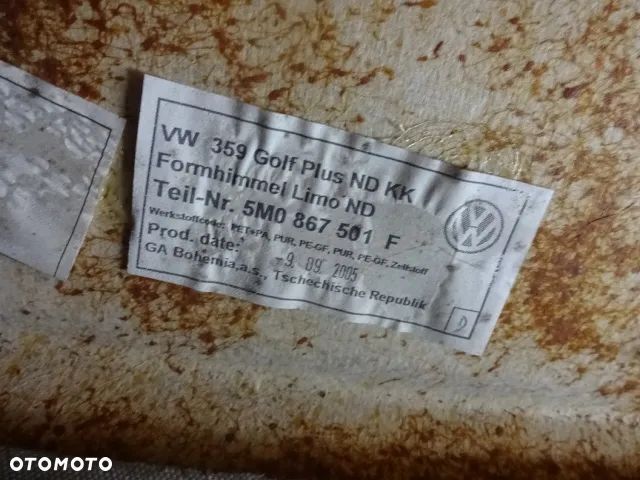 VW 359 Golf Plus ND KK
Formhimmel Limo ND
Teil-Nr. 5M0 867 501 F
Werkstoffcode: PET+PA, PUR, PE-GF, PUR, PE-GF, Zellstoff
Prod. date: -9. 09. 2005
GA Bohemia,a.s., Tschechische Republik
D
OTOMOTO